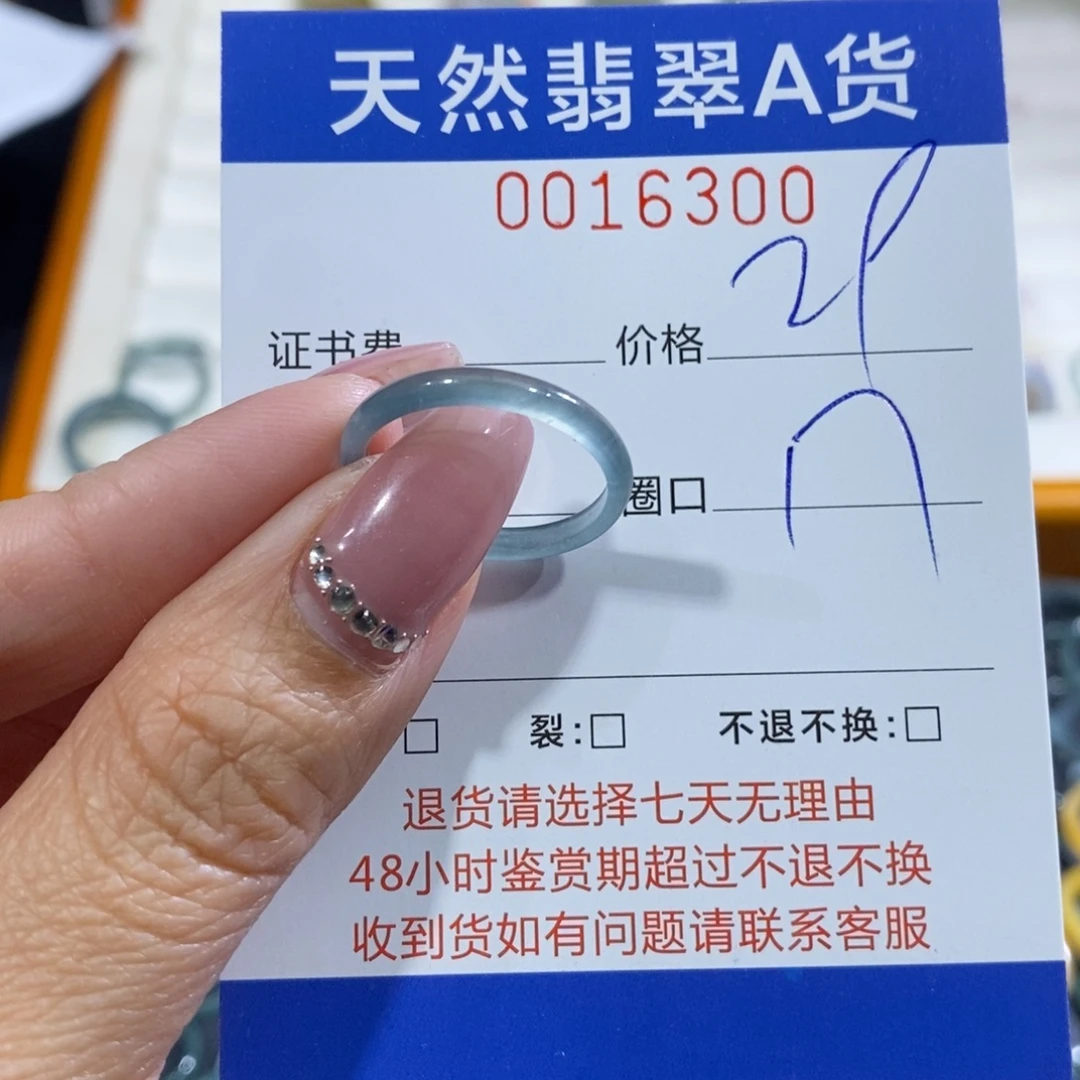 天然翡翠A货
0016300
证书费 价格
圈口
裂:□ 不退不换:□
退货请选择七天无理由
48小时鉴赏期超过不退不换
收到货如有问题请联系客服